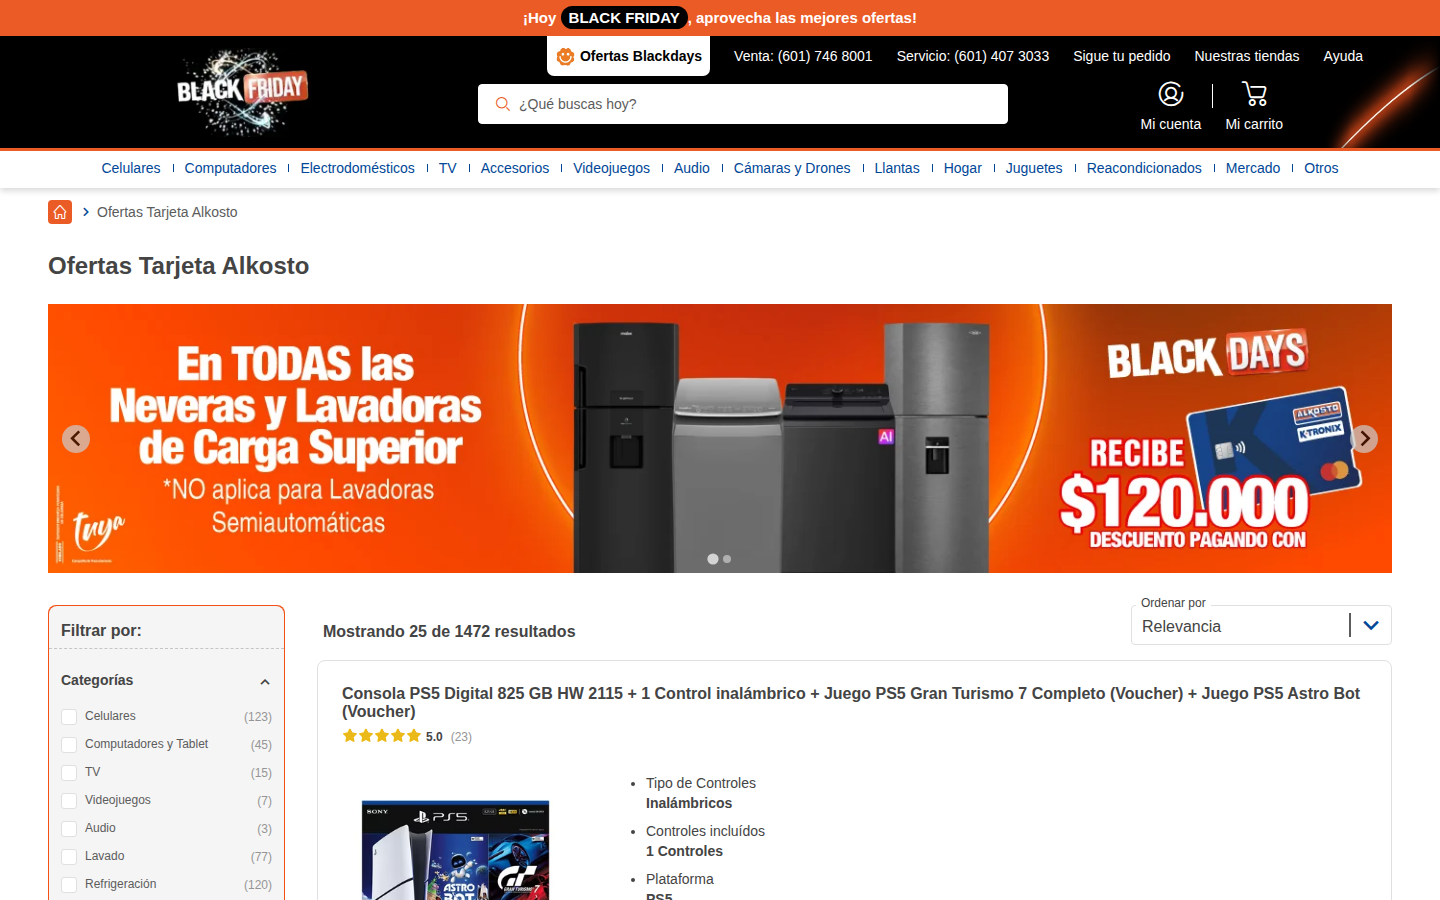 ¡Hoy BLACK FRIDAY, aprovecha las mejores ofertas!
BLACK FRIDAY
Ofertas Blackdays
Venta: (601) 746 8001
Servicio: (601) 407 3033
Sigue tu pedido
Nuestras tiendas
Ayuda
¿Qué buscas hoy?
Mi cuenta
Mi carrito
Celulares
Computadores
Electrodomésticos
TV
Accesorios
Videojuegos
Audio
Cámaras y Drones
Llantas
Hogar
Juguetes
Reacondicionados
Mercado
Otros
Ofertas Tarjeta Alkosto
Ofertas Tarjeta Alkosto
En TODAS las
Neveras y Lavadoras
de Carga Superior
*NO aplica para Lavadoras
Semiautomáticas
tuya
AI
BLACK DAYS
ALKOSTO
K-TRONIX
RECIBE
$120.000
DESCUENTO PAGANDO CON
Filtrar por:
Categorías
Celulares (123)
Computadores y Tablet (45)
TV (15)
Videojuegos (7)
Audio (3)
Lavado (77)
Refrigeración (120)
Mostrando 25 de 1472 resultados
Ordenar por
Relevancia
Consola PS5 Digital 825 GB HW 2115 + 1 Control inalámbrico + Juego PS5 Gran Turismo 7 Completo (Voucher) + Juego PS5 Astro Bot
(Voucher)
5.0 (23)
SONY
PS5
ASTRO
BOT
GRAN TURISMO 7
Tipo de Controles
Inalámbricos
Controles incluídos
1 Controles
Plataforma
PS5